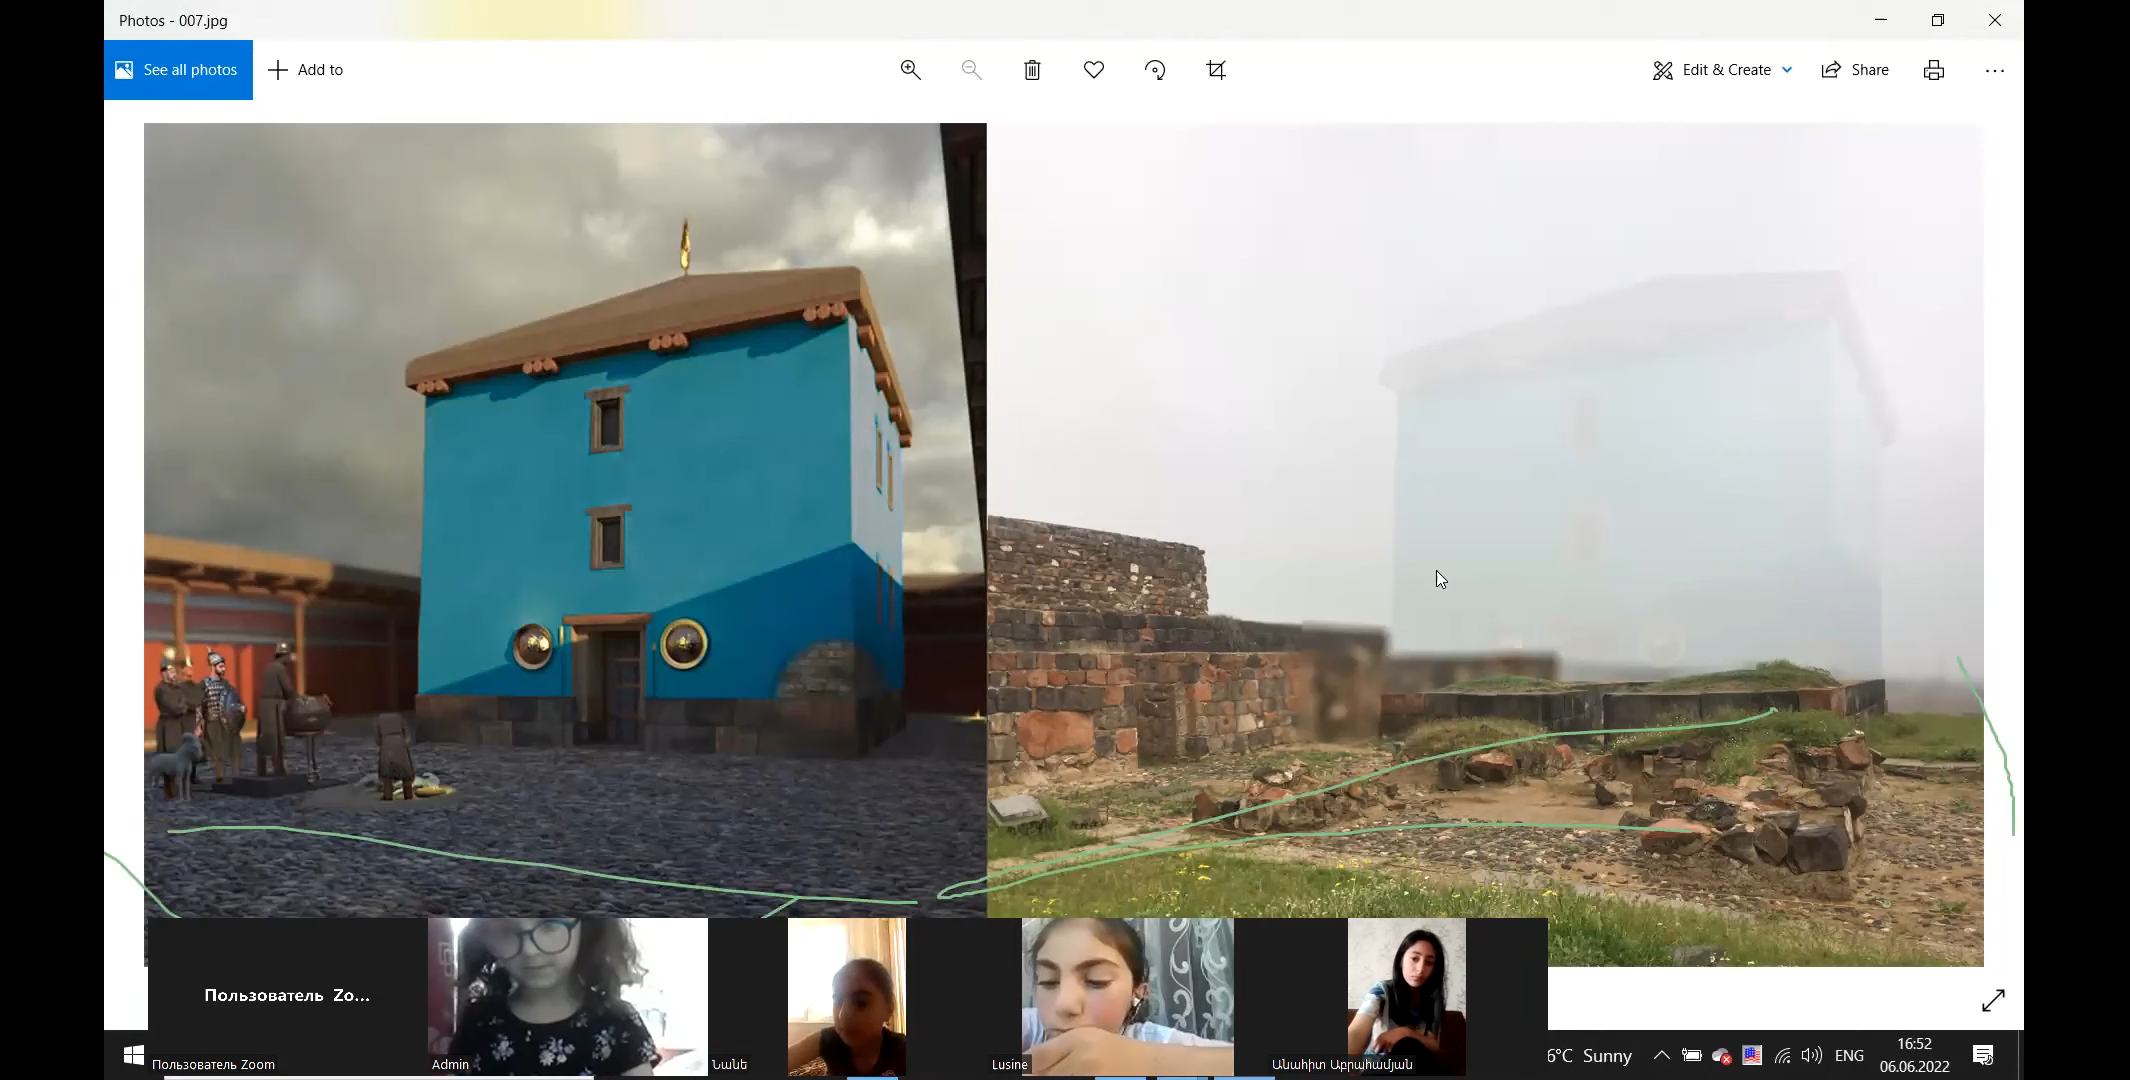 Photos - 007.jpg
See all photos
Add to
Edit & Create
Share
Пользователь Zo...
Пользователь Zoom
Admin
Նանե
Lusine
Անահիտ Աբրահամյան
6°C Sunny
ENG
16:52
06.06.2022